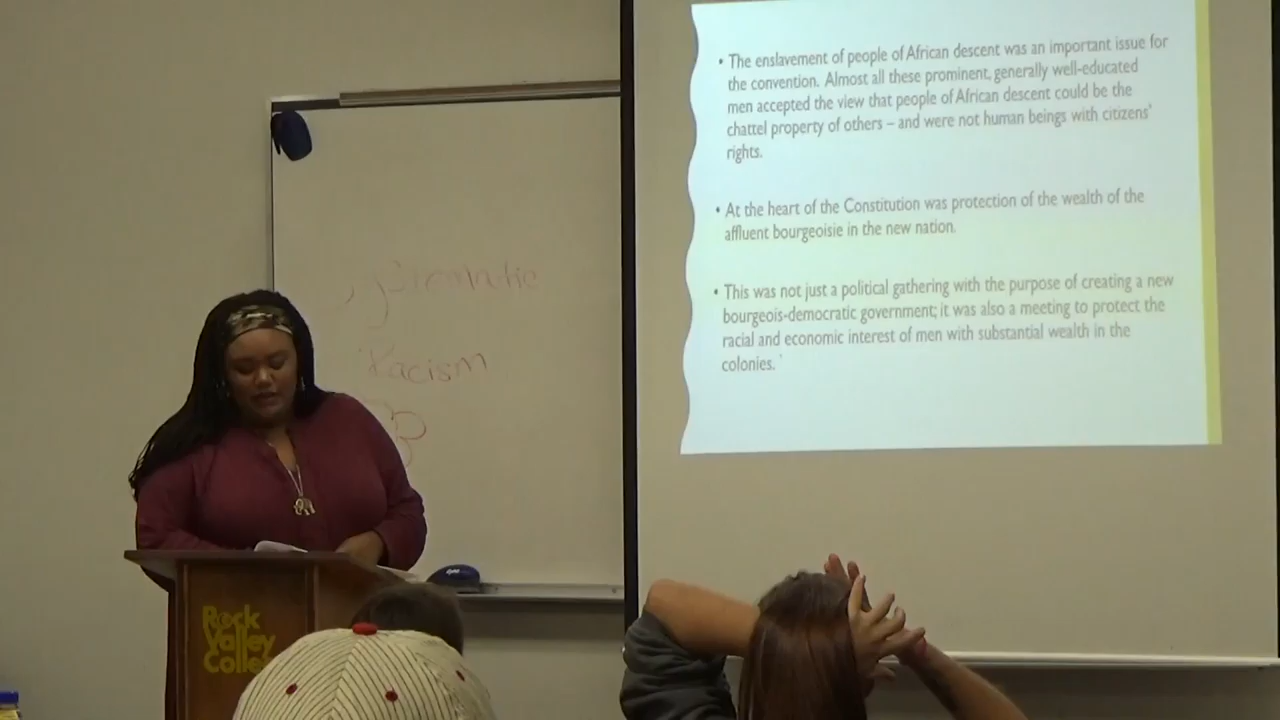 • The enslavement of people of African descent was an important issue for
the convention. Almost all these prominent, generally well-educated
men accepted the view that people of African descent could be the
chattel property of others – and were not human beings with citizens'
rights.
• At the heart of the Constitution was protection of the wealth of the
affluent bourgeoisie in the new nation.
• This was not just a political gathering with the purpose of creating a new
bourgeois-democratic government; it was also a meeting to protect the
racial and economic interest of men with substantial wealth in the
colonies.
Systematic
Racism
Rock
Valley
Colle